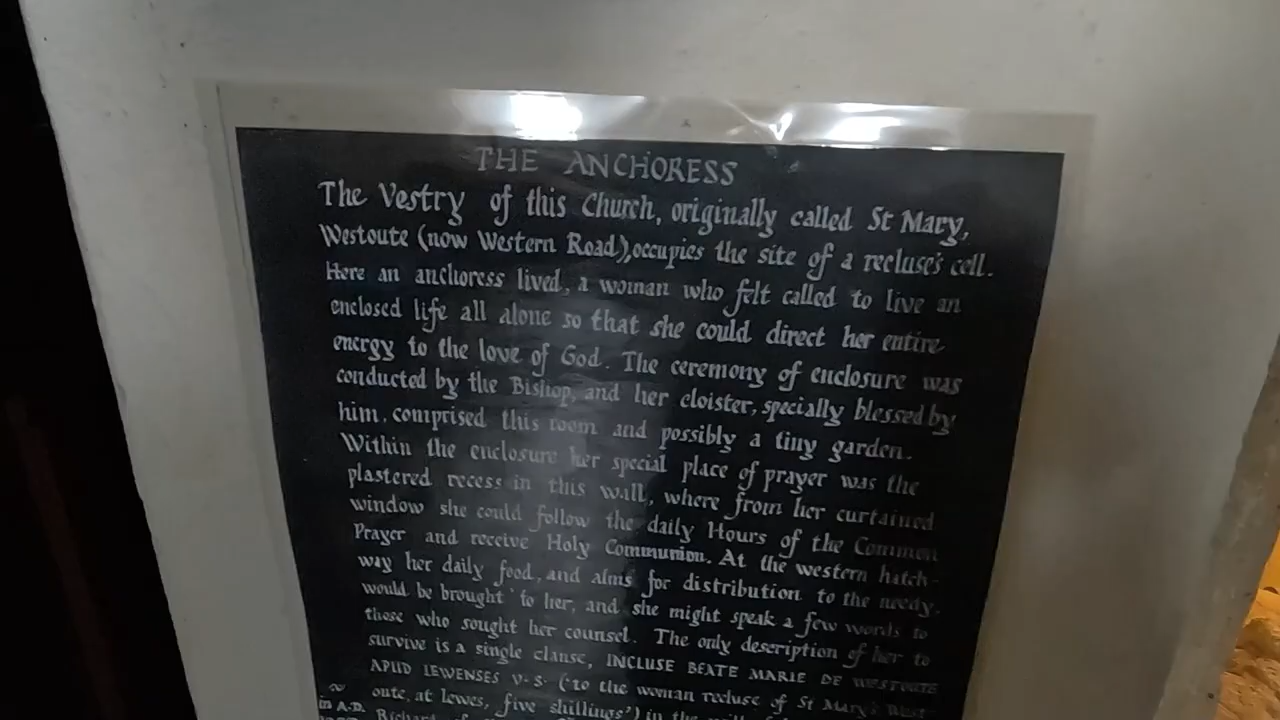 THE ANCHORESS
The Vestry of this Church, originally called St Mary,
Westoute (now Western Road), occupies the site of a recluse's cell.
Here an anchoress lived, a woman who felt called to live an
enclosed life all alone so that she could direct her entire
energy to the love of God. The ceremony of enclosure was
conducted by the Bishop, and her cloister, specially blessed by
him, comprised this room and possibly a tiny garden.
Within the enclosure her special place of prayer was the
plastered recess in this wall, where from her curtained
window she could follow the daily Hours of the Common
Prayer and receive Holy Communion. At the western hatch-
way her daily food, and alms for distribution to the needy,
would be brought to her, and she might speak a few words to
those who sought her counsel. The only description of her to
survive is a single clause, INCLUSE BEATE MARIE DE WESTOUTE
APUD LEWENSES V.S. ('to the woman recluse of St Mary's West-
oute, at Lewes, five shillings') in the
in A.D. Richard